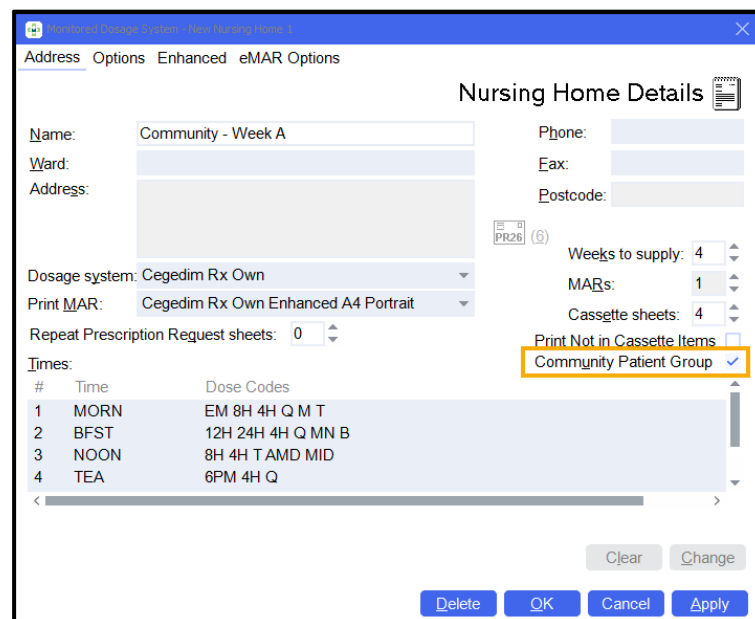 Monitored Dosage System - New Nursing Home 1
Address Options Enhanced eMAR Options
Nursing Home Details
Name: Community - Week A
Phone:
Ward:
Fax:
Address:
Postcode:
PR26 (6)
Weeks to supply: 4
Dosage system: Cegedim Rx Own
MARs: 1
Print MAR: Cegedim Rx Own Enhanced A4 Portrait
Cassette sheets: 4
Repeat Prescription Request sheets: 0
Print Not in Cassette Items
Community Patient Group
Times:
# Time Dose Codes
1 MORN EM 8H 4H Q M T
2 BFST 12H 24H 4H Q MN B
3 NOON 8H 4H T AMD MID
4 TEA 6PM 4H Q
Clear Change
Delete OK Cancel Apply